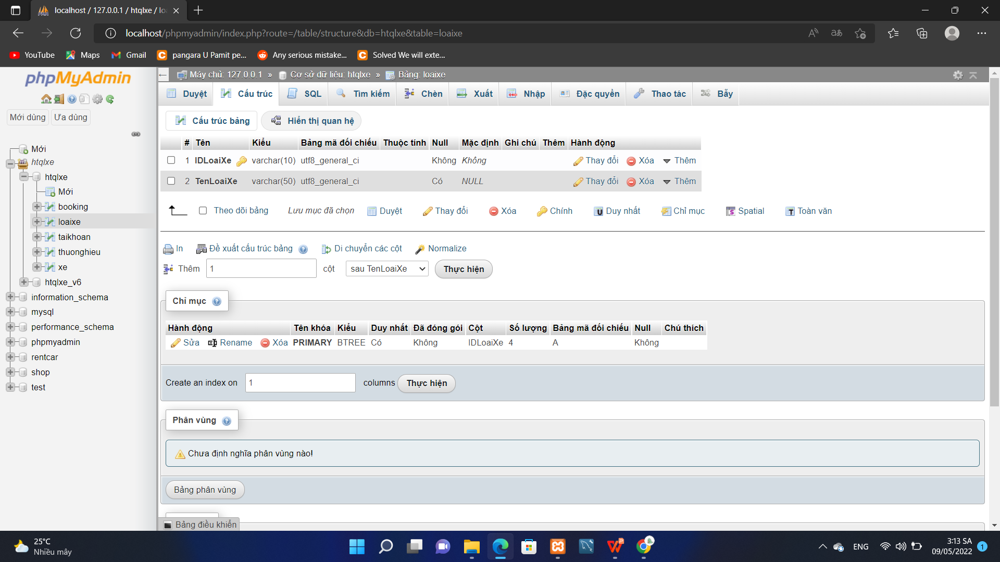 localhost / 127.0.0.1 / htqlxe / lo
localhost/phpmyadmin/index.php?route=/table/structure&db=htqlxe&table=loaixe
YouTube Maps Gmail pangara U Pamit pe... Any serious mistake... Solved We will exte...
phpMyAdmin
Mới dùng Ưa dùng
Mới
htqlxe
htqlxe
Mới
booking
loaixe
taikhoan
thuonghieu
xe
htqlxe_v6
information_schema
mysql
performance_schema
phpmyadmin
rentcar
shop
test
Máy chủ: 127.0.0.1 » Cơ sở dữ liệu: htqlxe » Bảng: loaixe
Duyệt Cấu trúc SQL Tìm kiếm Chèn Xuất Nhập Đặc quyền Thao tác Bẫy
Cấu trúc bảng Hiển thị quan hệ
# Tên Kiểu Bảng mã đối chiếu Thuộc tính Null Mặc định Ghi chú Thêm Hành động
1 IDLoaiXe varchar(10) utf8_general_ci Không Không Thay đổi Xóa Thêm
2 TenLoaiXe varchar(50) utf8_general_ci Có NULL Thay đổi Xóa Thêm
Theo dõi bảng Lưu mục đã chọn Duyệt Thay đổi Xóa Chính Duy nhất Chỉ mục Spatial Toàn văn
In Đề xuất cấu trúc bảng Di chuyển các cột Normalize
Thêm 1 cột sau TenLoaiXe Thực hiện
Chỉ mục
Hành động Tên khóa Kiểu Duy nhất Đã đóng gói Cột Số lượng Bảng mã đối chiếu Null Chú thích
Sửa Rename Xóa PRIMARY BTREE Có Không IDLoaiXe 4 A Không
Create an index on 1 columns Thực hiện
Phân vùng
Chưa định nghĩa phân vùng nào!
Bảng phân vùng
Bảng điều khiển
25°C
Nhiều mây
ENG
3:13 SA
09/05/2022
1